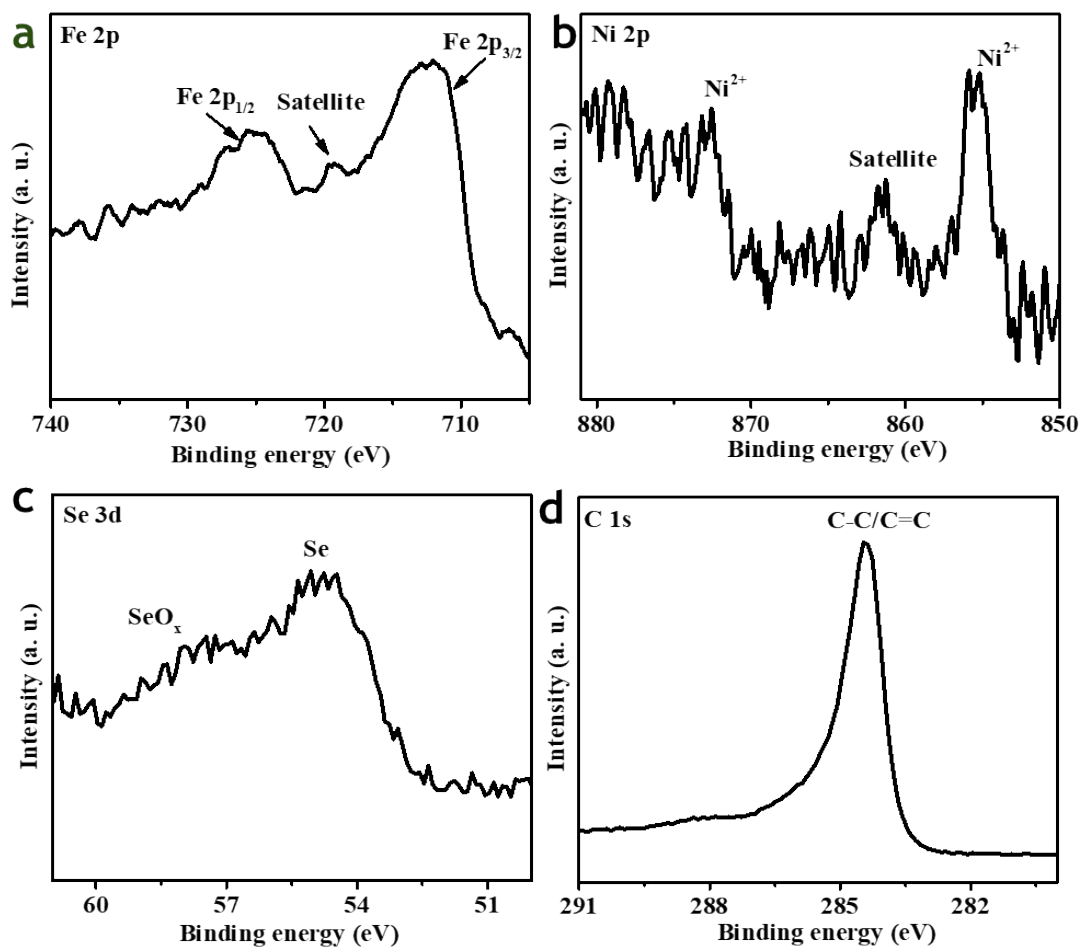 a
Fe 2p
Fe 2p₃/₂
Fe 2p₁/₂
Satellite
Intensity (a. u.)
740
730
720
710
Binding energy (eV)
b
Ni 2p
Ni²⁺
Ni²⁺
Satellite
Intensity (a. u.)
880
870
860
850
Binding energy (eV)
c
Se 3d
Se
SeOₓ
Intensity (a. u.)
60
57
54
51
Binding energy (eV)
d
C 1s
C-C/C=C
Intensity (a. u.)
291
288
285
282
Binding energy (eV)